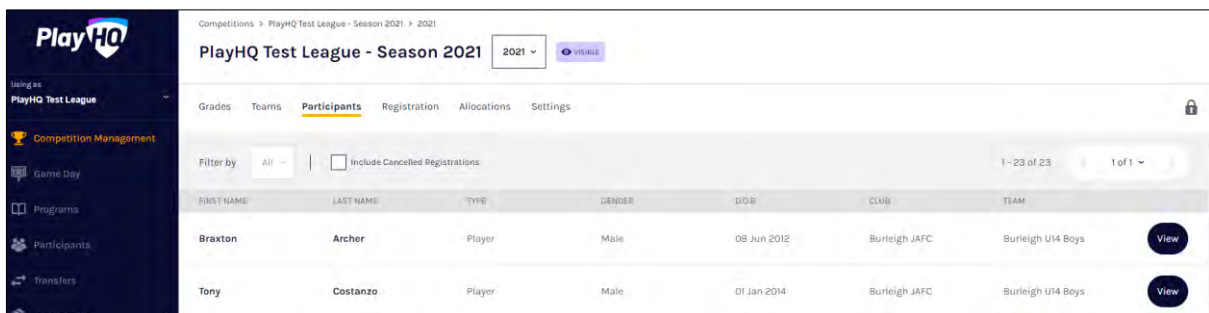 PlayHQ
Competitions > PlayHQ Test League - Season 2021 > 2021
PlayHQ Test League - Season 2021 2021 VISIBLE
Using as
PlayHQ Test League
Grades Teams Participants Registration Allocations Settings
Competition Management
Game Day
Programs
Participants
Transfers
Filter by All Include Cancelled Registrations 1 - 23 of 23 1 of 1
FIRST NAME LAST NAME TYPE GENDER D.O.B CLUB TEAM
Braxton Archer Player Male 08 Jun 2012 Burleigh JAFC Burleigh U14 Boys View
Tony Costanzo Player Male 01 Jan 2014 Burleigh JAFC Burleigh U14 Boys View